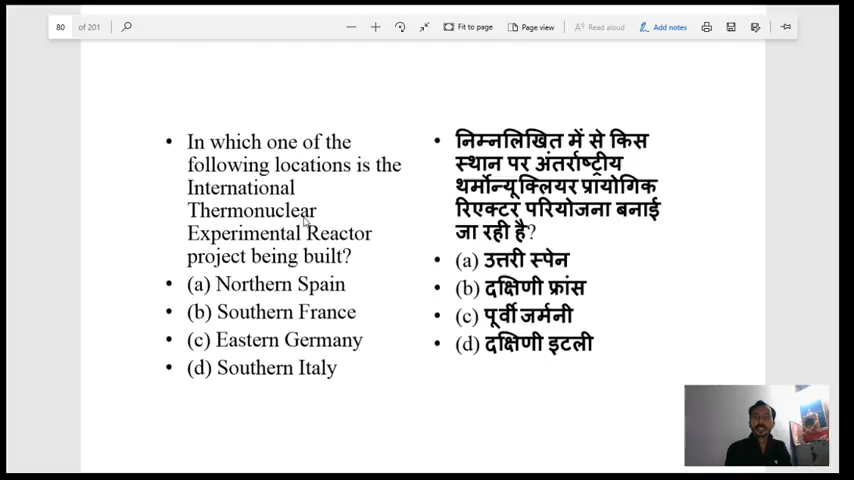 80 of 201 Fit to page Page view Read aloud Add notes
• In which one of the
following locations is the
International
Thermonuclear
Experimental Reactor
project being built?
• (a) Northern Spain
• (b) Southern France
• (c) Eastern Germany
• (d) Southern Italy
• निम्नलिखित में से किस
स्थान पर अंतर्राष्ट्रीय
थर्मोन्यूक्लियर प्रायोगिक
रिएक्टर परियोजना बनाई
जा रही है?
• (a) उत्तरी स्पेन
• (b) दक्षिणी फ्रांस
• (c) पूर्वी जर्मनी
• (d) दक्षिणी इटली